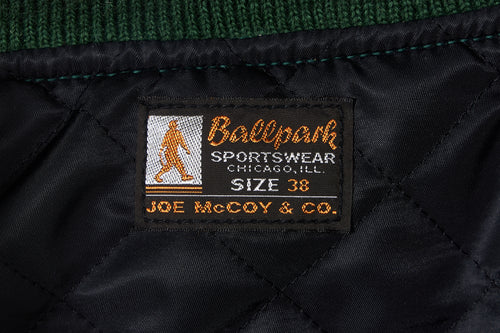 Ballpark
SPORTSWEAR
CHICAGO, ILL.
SIZE 38
JOE McCOY & CO.